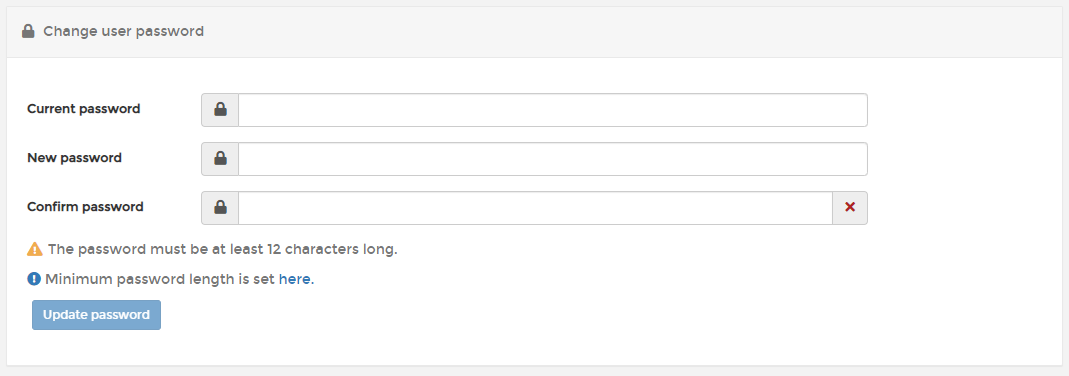 Change user password
Current password
New password
Confirm password
The password must be at least 12 characters long.
Minimum password length is set here.
Update password